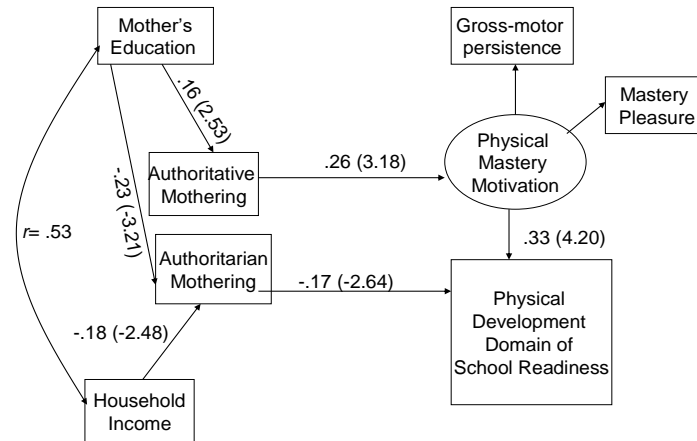 Mother's
Education
Gross-motor
persistence
Mastery
Pleasure
.16 (2.53)
Physical
Mastery
Motivation
Authoritative
Mothering
.26 (3.18)
-.23 (-3.21)
r= .53
.33 (4.20)
Authoritarian
Mothering
-.17 (-2.64)
Physical
Development
Domain of
School Readiness
-.18 (-2.48)
Household
Income